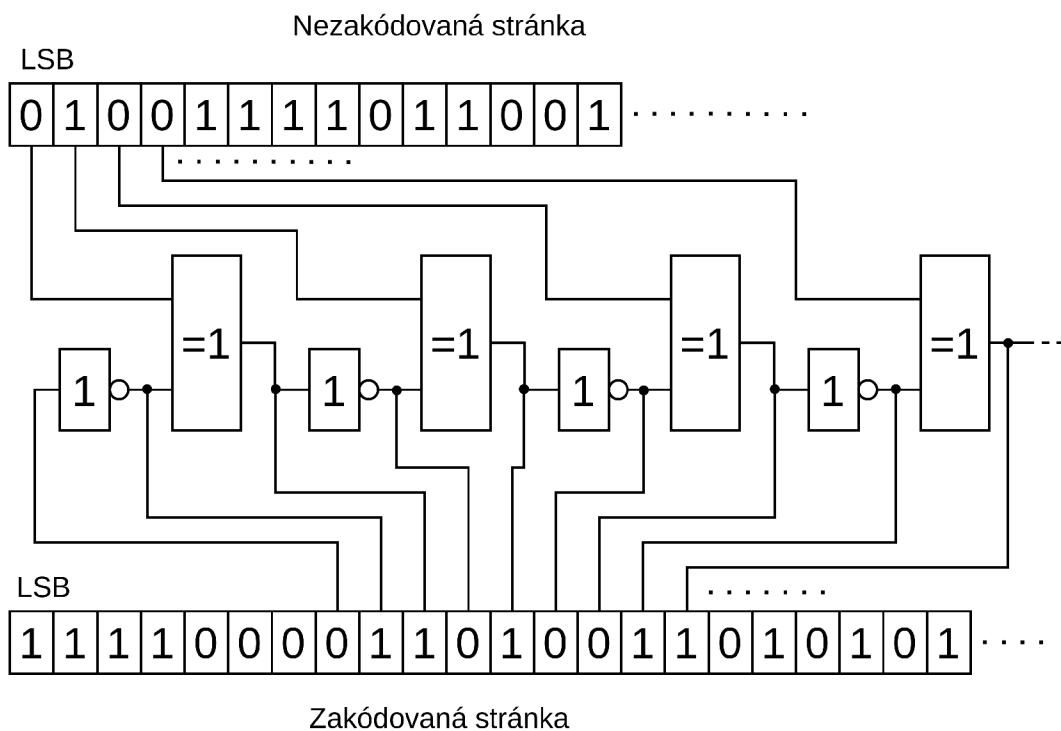 Nezakódovaná stránka
LSB
0 1 0 0 1 1 1 1 0 1 1 0 0 1 . . . . . . . . . .
. . . . . . . . . .
=1 =1 =1 =1
1 1 1 1
LSB
. . . . . . .
1 1 1 1 0 0 0 0 1 1 0 1 0 0 1 1 0 1 0 1 0 1 . . . .
Zakódovaná stránka